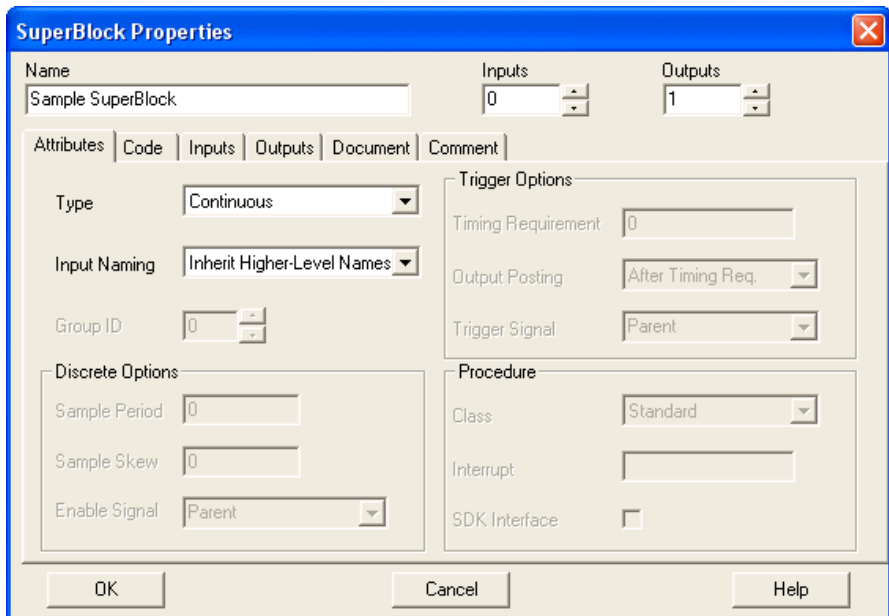 SuperBlock Properties
Name
Inputs
Outputs
Sample SuperBlock
0
1
Attributes
Code
Inputs
Outputs
Document
Comment
Type
Continuous
Input Naming
Inherit Higher-Level Names
Group ID
0
Discrete Options
Sample Period
0
Sample Skew
0
Enable Signal
Parent
Trigger Options
Timing Requirement
0
Output Posting
After Timing Req.
Trigger Signal
Parent
Procedure
Class
Standard
Interrupt
SDK Interface
OK
Cancel
Help